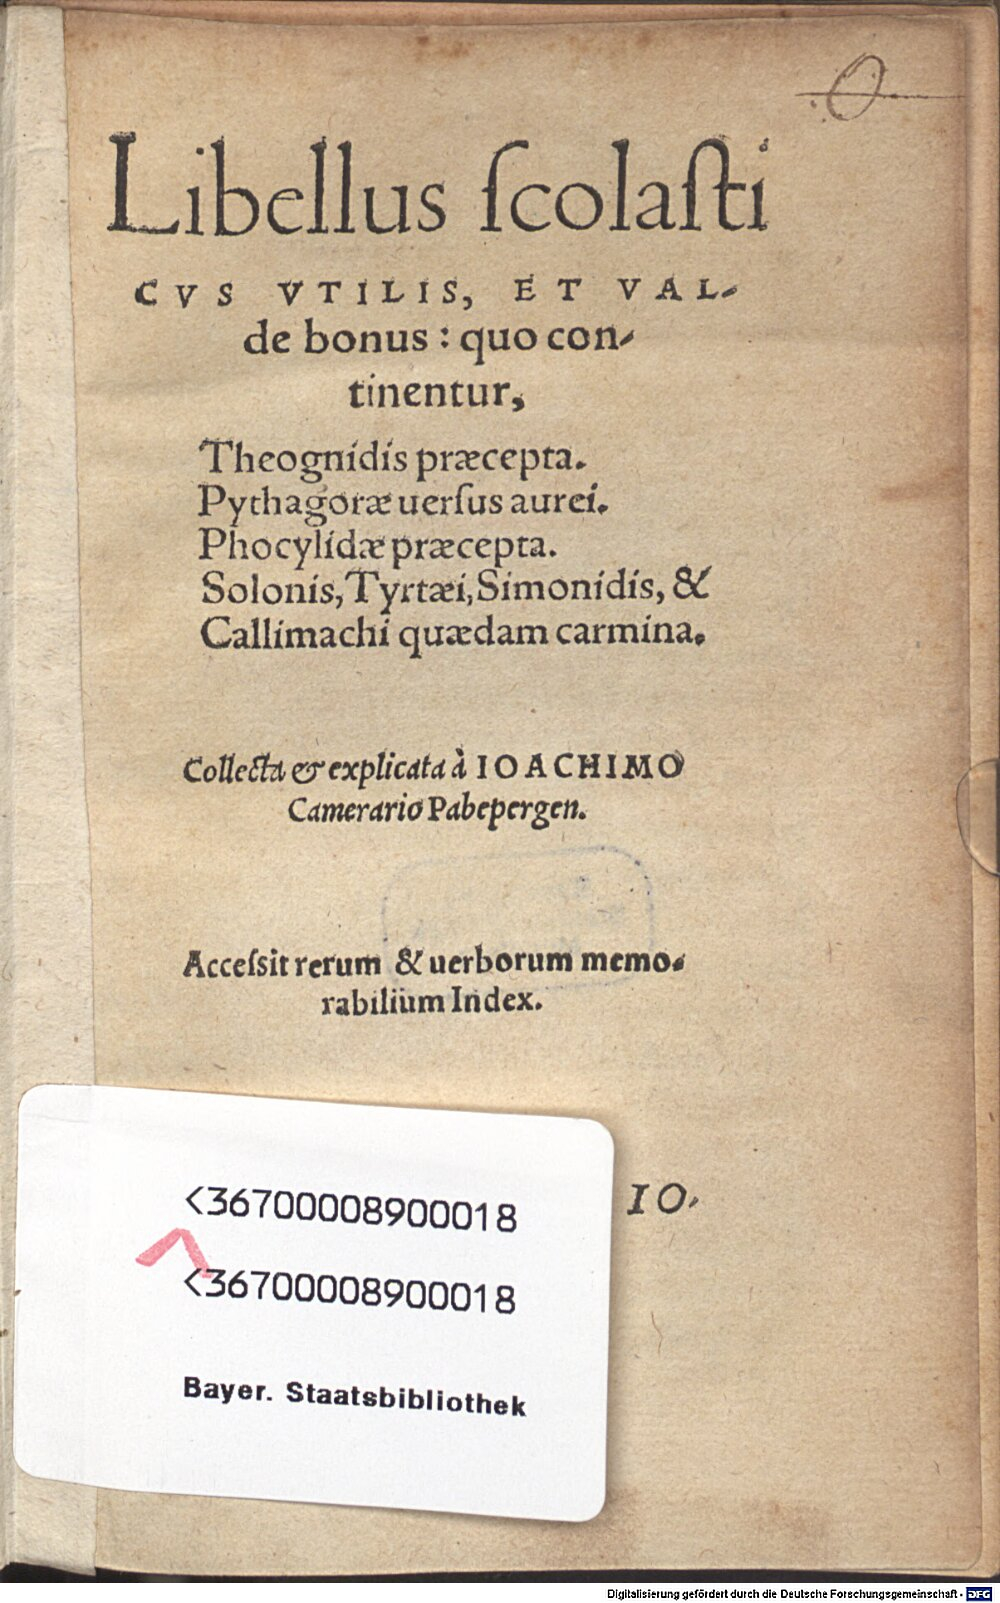 Libellus ſcolaſti
CVS VTILIS, ET VAL-
de bonus: quo con-
tinentur,
Theognidis præcepta.
Pythagoræ uerſus aurei.
Phocylidæ præcepta.
Solonis, Tyrtæi, Simonidis, &
Callimachi quædam carmina.
Collecta & explicata à IOACHIMO
Camerario Pabepergen.
Acceſsit rerum & uerborum memo-
rabilium Index.
IO.
<36700008900018
<36700008900018
Bayer. Staatsbibliothek
Digitalisierung gefördert durch die Deutsche Forschungsgemeinschaft - DFG